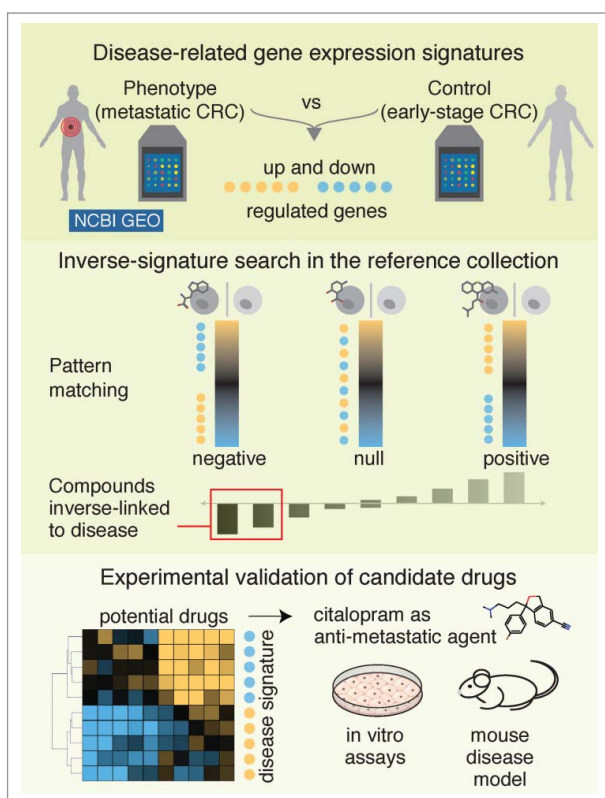 Disease-related gene expression signatures
Phenotype
(metastatic CRC)
vs
Control
(early-stage CRC)
up and down
regulated genes
NCBI GEO
Inverse-signature search in the reference collection
Pattern
matching
negative
null
positive
Compounds
inverse-linked
to disease
Experimental validation of candidate drugs
potential drugs
disease signature
citalopram as
anti-metastatic agent
in vitro
assays
mouse
disease
model